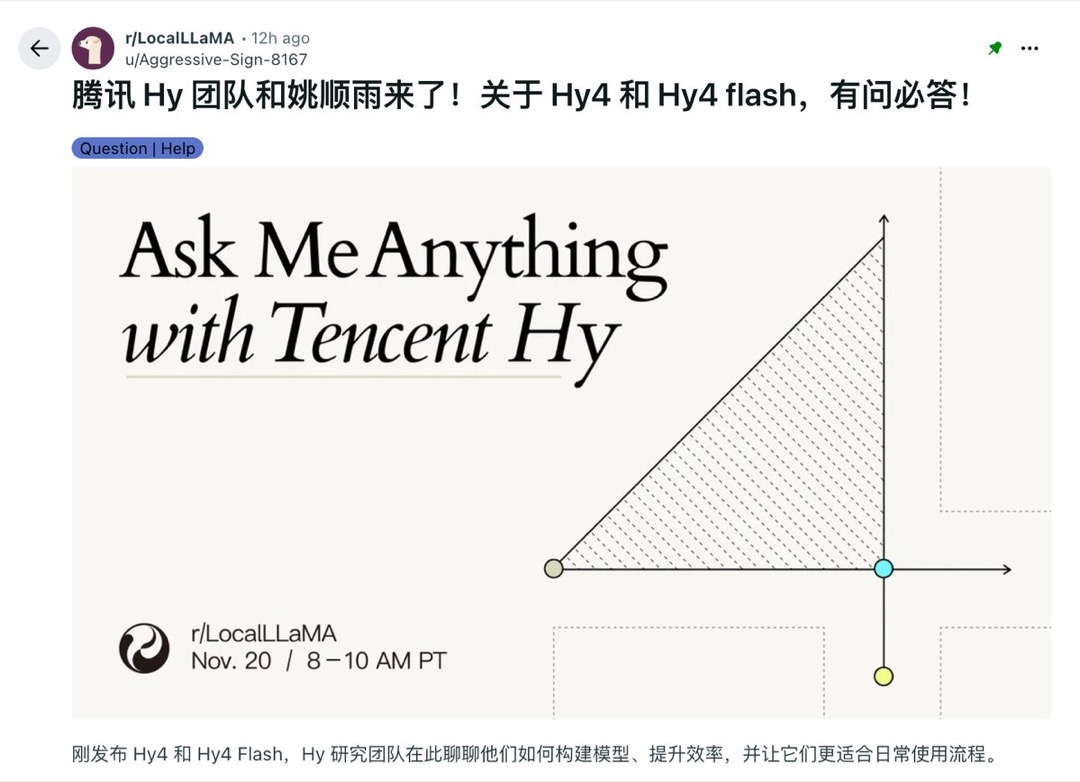 r/LocalLLaMA • 12h ago
u/Aggressive-Sign-8167
腾讯 Hy 团队和姚顺雨来了！关于 Hy4 和 Hy4 flash，有问必答！
Question | Help
Ask Me Anything
with Tencent Hy
r/LocalLLaMA
Nov. 20 / 8–10 AM PT
刚发布 Hy4 和 Hy4 Flash，Hy 研究团队在此聊聊他们如何构建模型、提升效率，并让它们更适合日常使用流程。